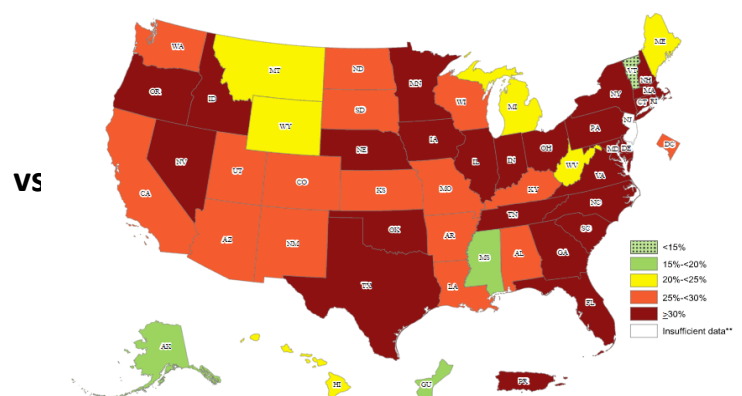 WA
ME
MT
ND
MN
VT
NH
OR
ID
SD
WI
MI
NY
MA
CT
RI
WY
IA
PA
NJ
NE
OH
IL
IN
MD
DE
DC
NV
UT
WV
VA
vs
CA
CO
KS
MO
KY
NC
TN
OK
AR
SC
AZ
NM
MS
AL
GA
TX
LA
FL
<15%
15%-<20%
20%-<25%
25%-<30%
≥30%
Insufficient data**
AK
HI
GU
PR